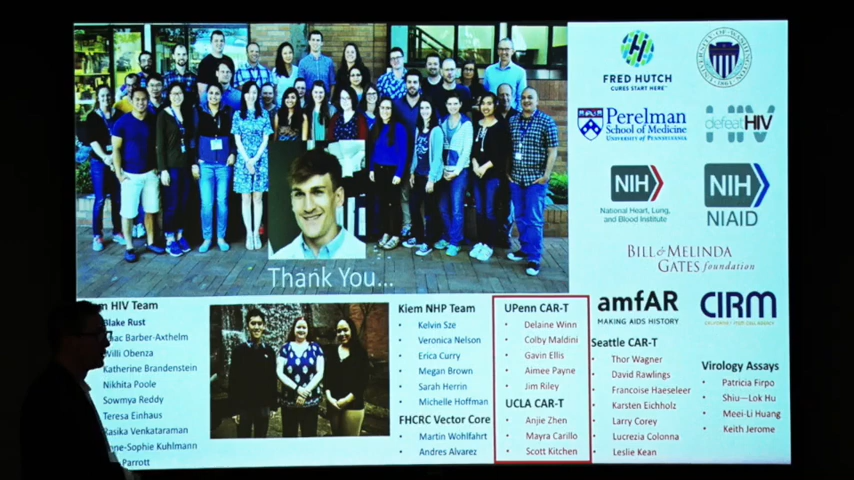 FRED HUTCH
CURES START HERE
UNIVERSITY OF WASHINGTON
1861
Perelman
School of Medicine
UNIVERSITY OF PENNSYLVANIA
defeatHIV
NIH
National Heart, Lung,
and Blood Institute
NIH
NIAID
BILL & MELINDA
GATES foundation
amfAR
MAKING AIDS HISTORY
CIRM
Thank You...
HIV Team
Blake Rust
Barber-Axthelm
Willi Obenza
Katherine Brandenstein
Nikhita Poole
Sowmya Reddy
Teresa Einhaus
Rasika Venkataraman
-Sophie Kuhlmann
Parrott
Kiem NHP Team
• Kelvin Sze
• Veronica Nelson
• Erica Curry
• Megan Brown
• Sarah Herrin
• Michelle Hoffman
FHCRC Vector Core
• Martin Wohlfahrt
• Andres Alvarez
UPenn CAR-T
• Delaine Winn
• Colby Maldini
• Gavin Ellis
• Aimee Payne
• Jim Riley
UCLA CAR-T
• Anjie Zhen
• Mayra Carillo
• Scott Kitchen
Seattle CAR-T
• Thor Wagner
• David Rawlings
• Francoise Haeseleer
• Karsten Eichholz
• Larry Corey
• Lucrezia Colonna
• Leslie Kean
Virology Assays
• Patricia Firpo
• Shiu—Lok Hu
• Meei-Li Huang
• Keith Jerome